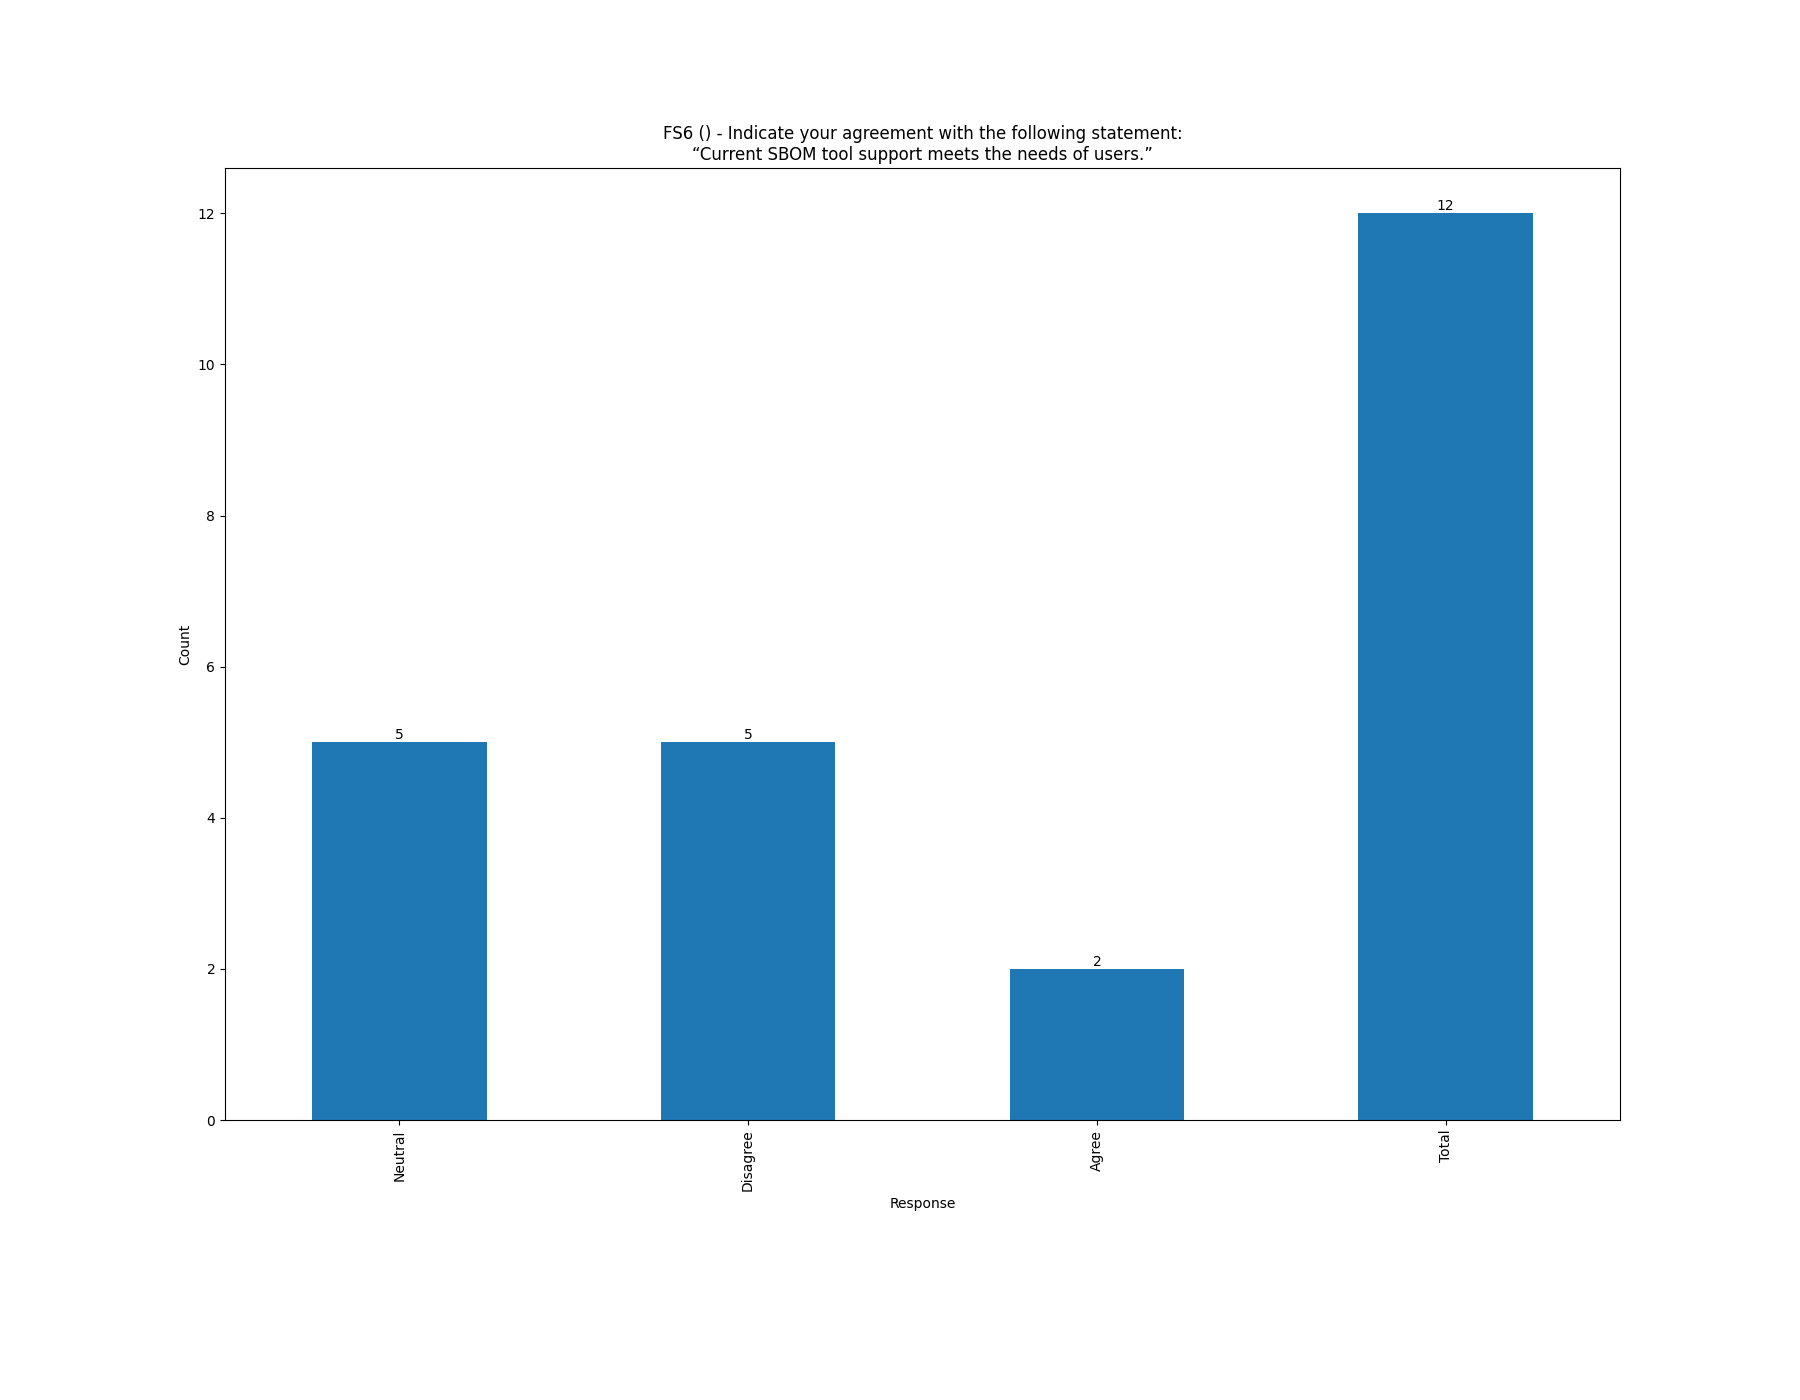 FS6 () - Indicate your agreement with the following statement:
“Current SBOM tool support meets the needs of users.”
12
10
8
6
4
2
0
Count
5
5
2
12
Neutral
Disagree
Agree
Total
Response